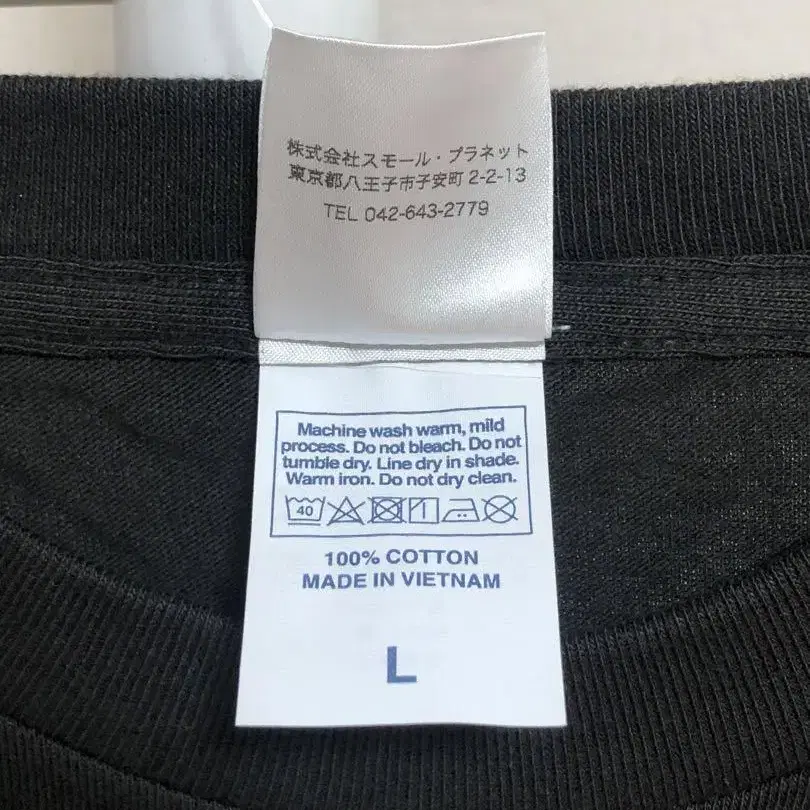 株式会社スモール・プラネット
東京都八王子市子安町 2-2-13
TEL 042-643-2779
Machine wash warm, mild
process. Do not bleach. Do not
tumble dry. Line dry in shade.
Warm iron. Do not dry clean.
40
100% COTTON
MADE IN VIETNAM
L